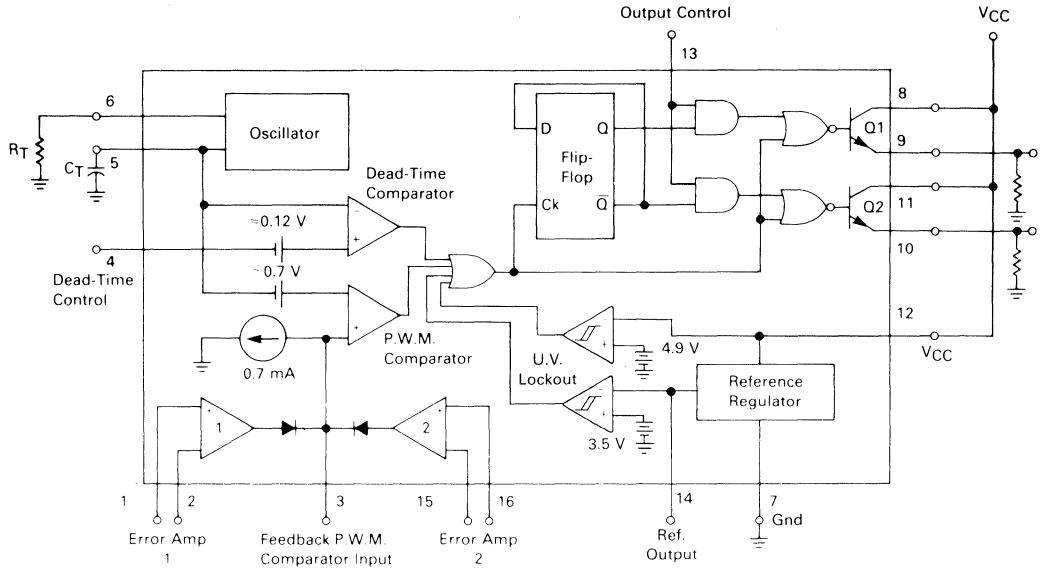 Output Control
VCC
13
6
8
Oscillator
D
Q
Q1
RT
CT
5
9
Flip-
Flop
Dead-Time
Comparator
≈0.12 V
Ck
Q̅
Q2
11
4
10
Dead-Time
Control
~0.7 V
P.W.M.
Comparator
12
VCC
0.7 mA
U.V.
Lockout
4.9 V
Reference
Regulator
3.5 V
1
2
1
2
3
15
16
14
7
Gnd
Error Amp
1
Feedback P.W.M.
Comparator Input
Error Amp
2
Ref.
Output